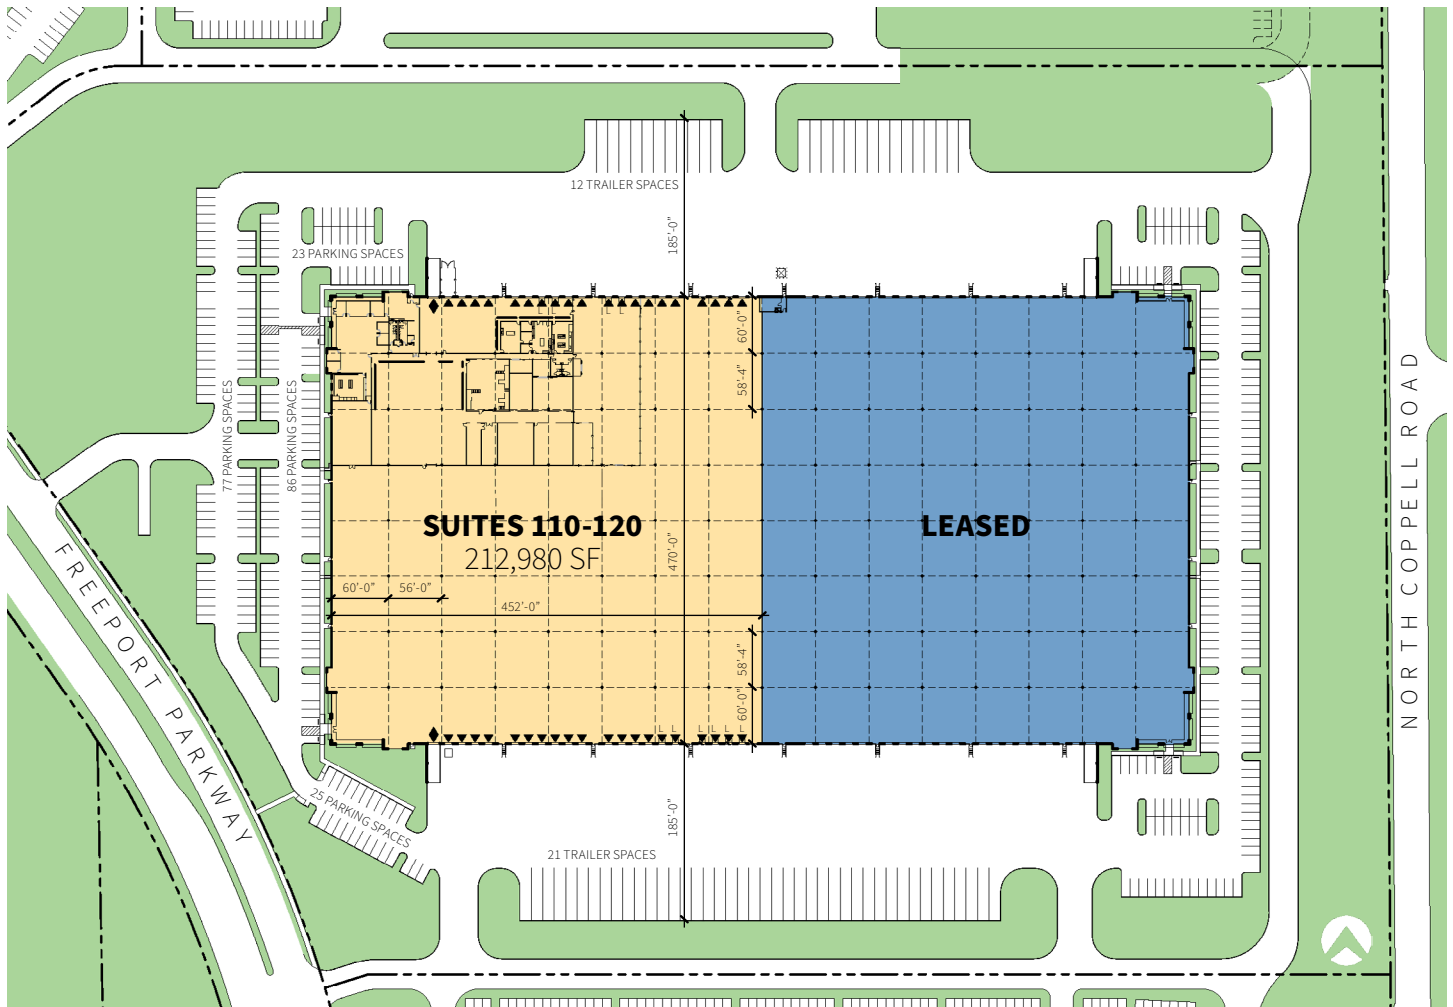 12 TRAILER SPACES
185'-0"
23 PARKING SPACES
60'-0"
58'-4"
77 PARKING SPACES
86 PARKING SPACES
SUITES 110-120
212,980 SF
LEASED
470'-0"
60'-0"
56'-0"
452'-0"
58'-4"
60'-0"
25 PARKING SPACES
185'-0"
21 TRAILER SPACES
FREEPORT PARKWAY
NORTH COPPELL ROAD
L
L
L
L
L
L
L
L
L